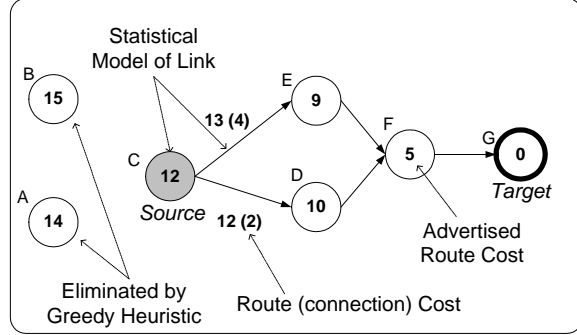 Statistical
Model of Link
B
15
E
9
13 (4)
F
5
G
0
Target
C
12
Source
D
10
12 (2)
A
14
Advertised
Route Cost
Eliminated by
Greedy Heuristic
Route (connection) Cost